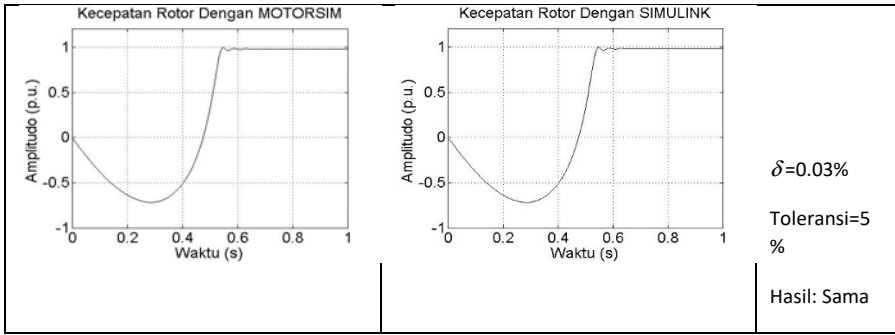 Kecepatan Rotor Dengan MOTORSIM
1
0.5
0
-0.5
-1
Amplitudo (p.u.)
0 0.2 0.4 0.6 0.8 1
Waktu (s)
Kecepatan Rotor Dengan SIMULINK
1
0.5
0
-0.5
-1
Amplitudo (p.u.)
0 0.2 0.4 0.6 0.8 1
Waktu (s)
δ=0.03%
Toleransi=5
%
Hasil: Sama